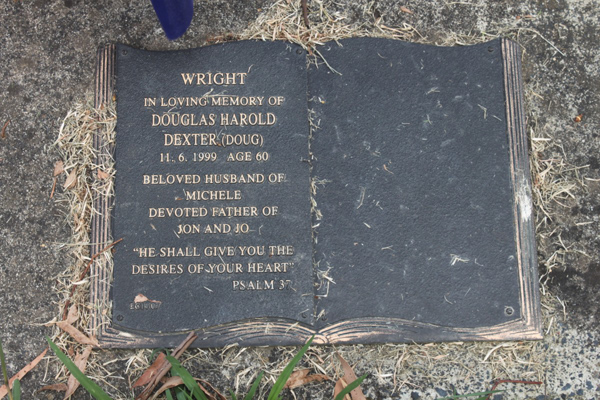 WRIGHT
IN LOVING MEMORY OF
DOUGLAS HAROLD
DEXTER (DOUG)
11. 6. 1999 AGE 60
BELOVED HUSBAND OF
MICHELE
DEVOTED FATHER OF
JON AND JO
"HE SHALL GIVE YOU THE
DESIRES OF YOUR HEART"
PSALM 37